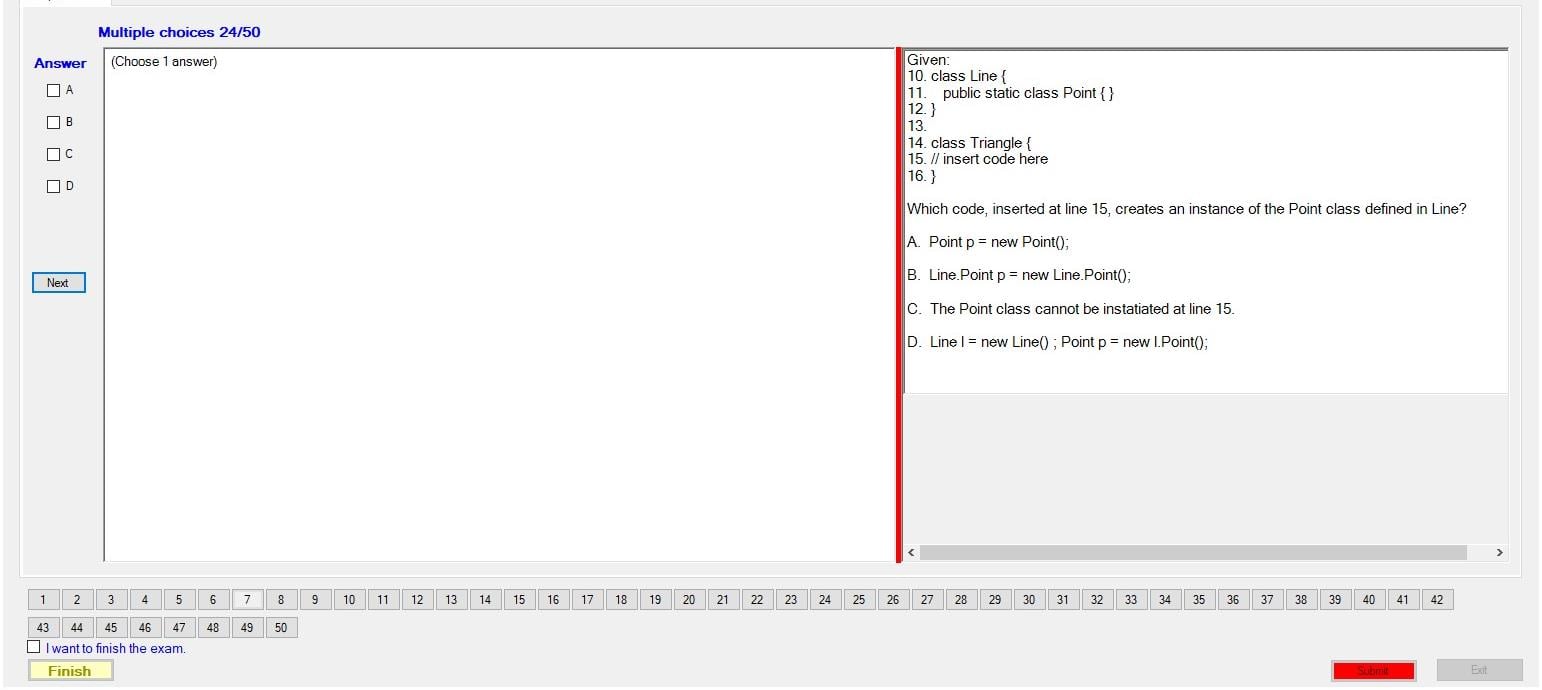 Multiple choices 24/50
Answer
(Choose 1 answer)
A
B
C
D
Next
Given:
10. class Line {
11. public static class Point { }
12. }
13.
14. class Triangle {
15. // insert code here
16. }
Which code, inserted at line 15, creates an instance of the Point class defined in Line?
A. Point p = new Point();
B. Line.Point p = new Line.Point();
C. The Point class cannot be instatiated at line 15.
D. Line l = new Line() ; Point p = new l.Point();
1 2 3 4 5 6 7 8 9 10 11 12 13 14 15 16 17 18 19 20 21 22 23 24 25 26 27 28 29 30 31 32 33 34 35 36 37 38 39 40 41 42
43 44 45 46 47 48 49 50
I want to finish the exam.
Finish
Submit
Exit